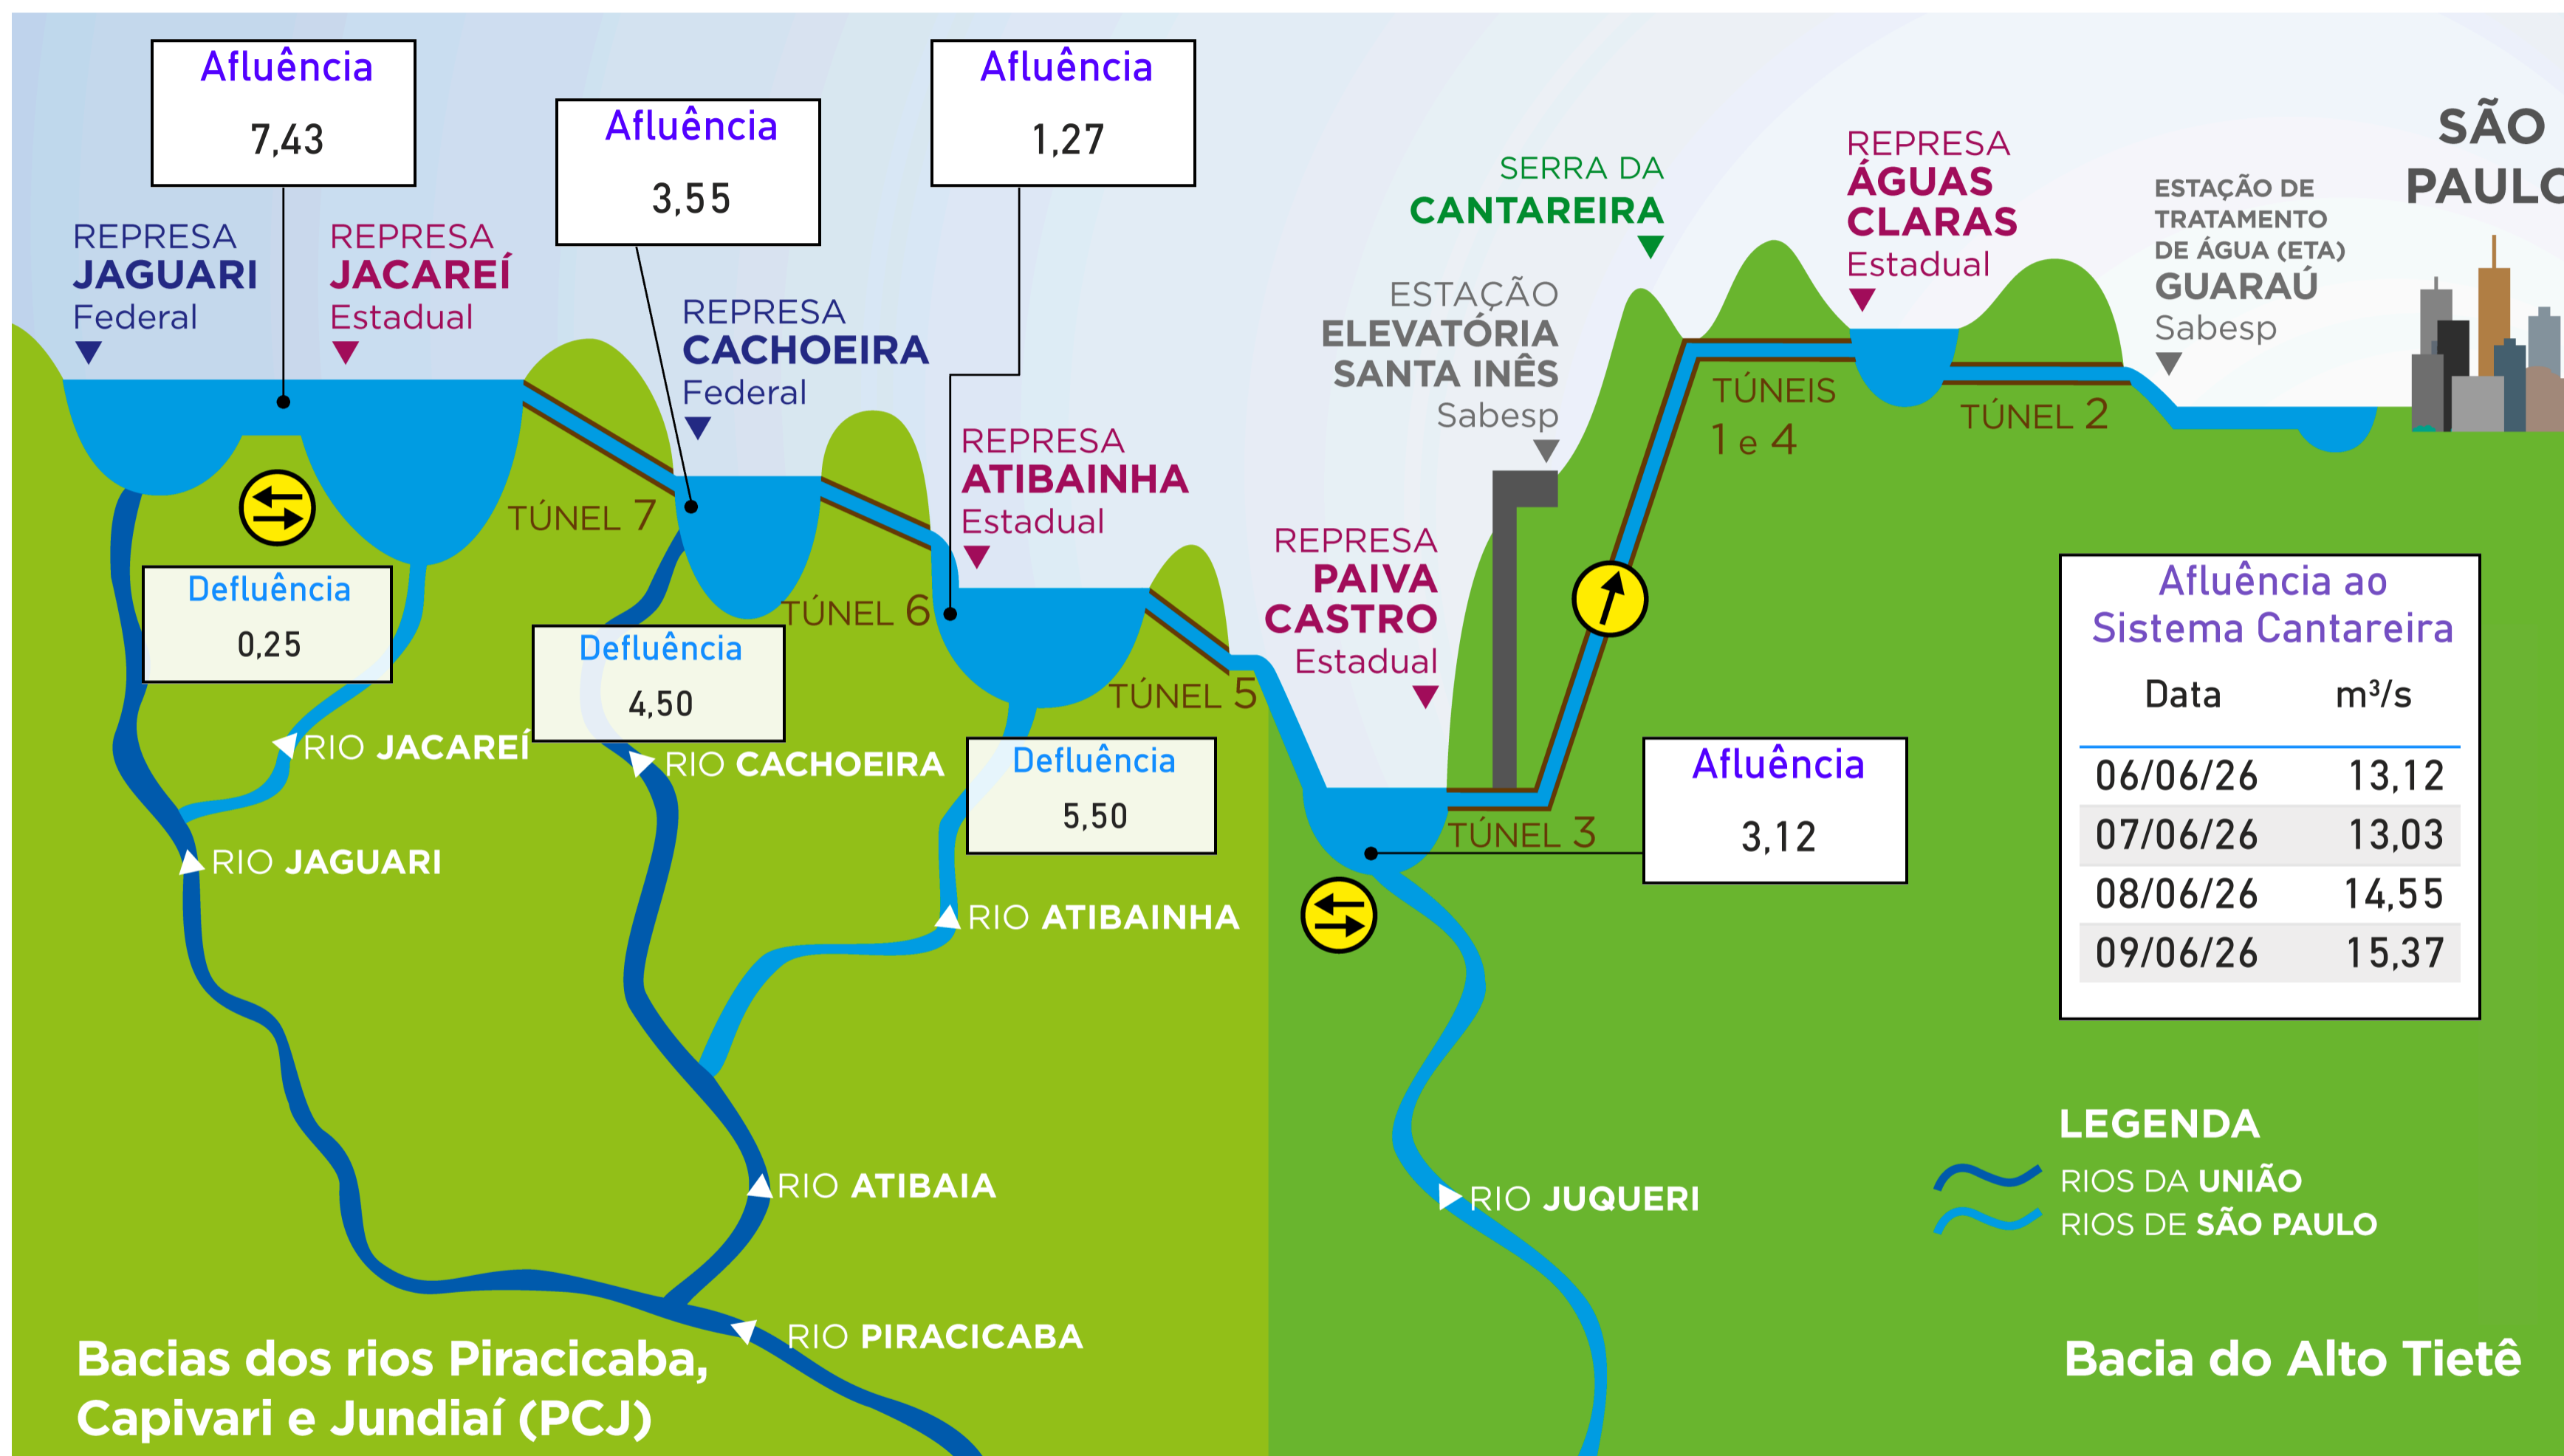 Afluência
7,43
Afluência
3,55
Afluência
1,27
REPRESA
JAGUARI
Federal
REPRESA
JACAREÍ
Estadual
REPRESA
CACHOEIRA
Federal
REPRESA
ATIBAINHA
Estadual
SERRA DA
CANTAREIRA
ESTAÇÃO
ELEVATÓRIA
SANTA INÊS
Sabesp
REPRESA
PAIVA
CASTRO
Estadual
REPRESA
ÁGUAS
CLARAS
Estadual
ESTAÇÃO DE
TRATAMENTO
DE ÁGUA (ETA)
GUARAÚ
Sabesp
SÃO
PAULO
TÚNEL 7
TÚNEL 6
TÚNEL 5
TÚNEL 3
TÚNEIS
1 e 4
TÚNEL 2
Defluência
0,25
Defluência
4,50
Defluência
5,50
Afluência
3,12
RIO JACAREÍ
RIO CACHOEIRA
RIO JAGUARI
RIO ATIBAINHA
RIO ATIBAIA
RIO JUQUERI
RIO PIRACICABA
Afluência ao
Sistema Cantareira
Data m³/s
06/06/26 13,12
07/06/26 13,03
08/06/26 14,55
09/06/26 15,37
LEGENDA
RIOS DA UNIÃO
RIOS DE SÃO PAULO
Bacias dos rios Piracicaba,
Capivari e Jundiaí (PCJ)
Bacia do Alto Tietê